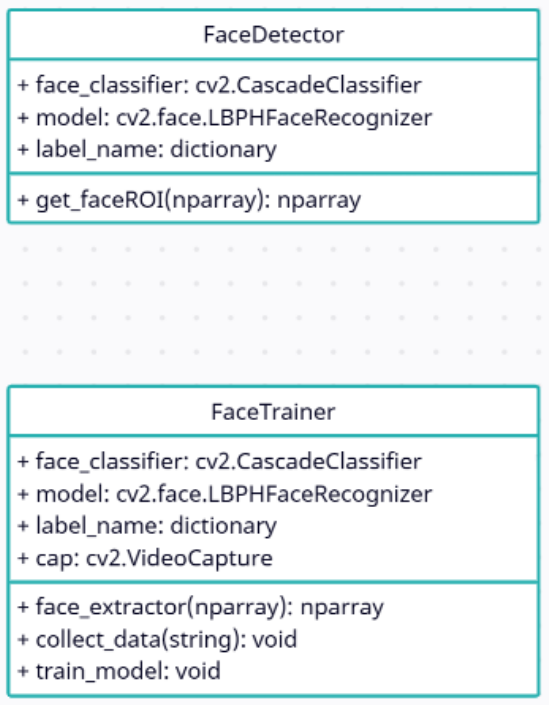 FaceDetector
+ face_classifier: cv2.CascadeClassifier
+ model: cv2.face.LBPHFaceRecognizer
+ label_name: dictionary
+ get_faceROI(nparray): nparray
FaceTrainer
+ face_classifier: cv2.CascadeClassifier
+ model: cv2.face.LBPHFaceRecognizer
+ label_name: dictionary
+ cap: cv2.VideoCapture
+ face_extractor(nparray): nparray
+ collect_data(string): void
+ train_model: void